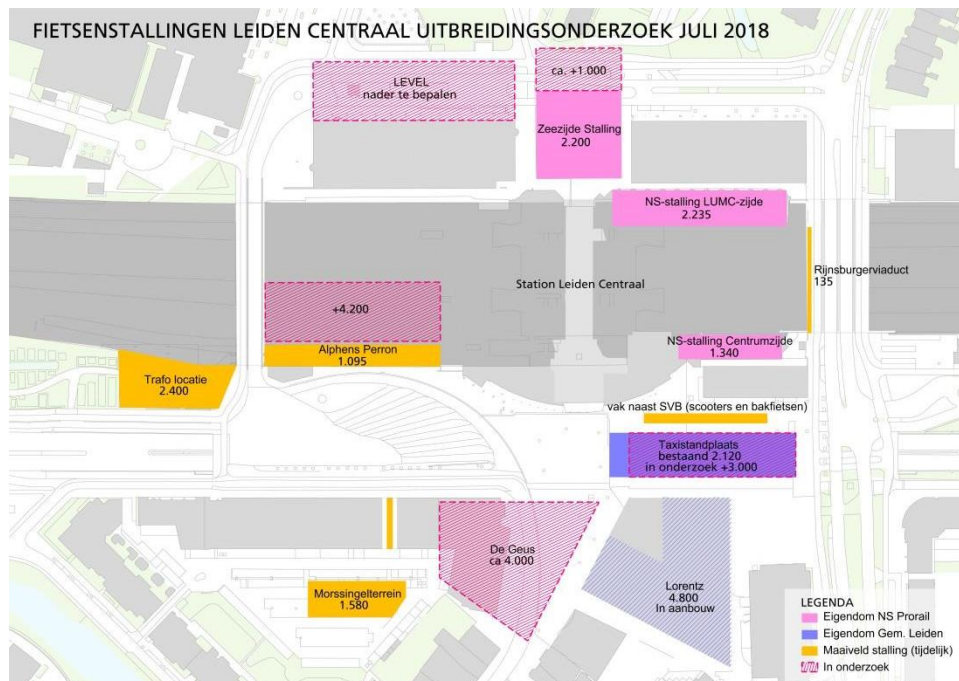 FIETSENSTALLINGEN LEIDEN CENTRAAL UITBREIDINGSONDERZOEK JULI 2018
LEVEL
nader te bepalen
ca. +1.000
Zeezijde Stalling
2.200
NS-stalling LUMC-zijde
2.235
Rijnsburgerviaduct
135
Station Leiden Centraal
+4.200
Alphens Perron
1.095
NS-stalling Centrumzijde
1.340
Trafo locatie
2.400
vak naast SVB (scooters en bakfietsen)
Taxistandplaats
bestaand 2.120
in onderzoek +3.000
De Geus
ca 4.000
Morssingelterrein
1.580
Lorentz
4.800
In aanbouw
LEGENDA
Eigendom NS Prorail
Eigendom Gem. Leiden
Maaiveld stalling (tijdelijk)
In onderzoek